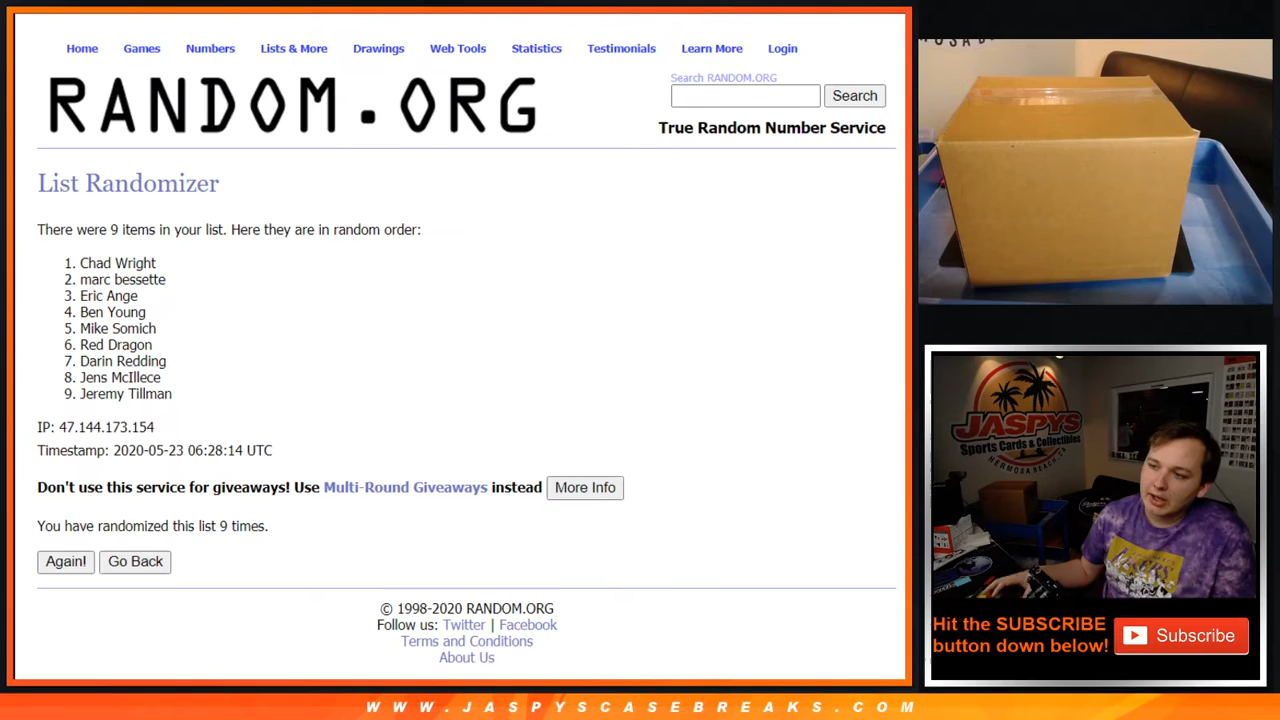 Home Games Numbers Lists & More Drawings Web Tools Statistics Testimonials Learn More Login
RANDOM.ORG
Search RANDOM.ORG
Search
True Random Number Service
List Randomizer
There were 9 items in your list. Here they are in random order:
1. Chad Wright
2. marc bessette
3. Eric Ange
4. Ben Young
5. Mike Somich
6. Red Dragon
7. Darin Redding
8. Jens McIllece
9. Jeremy Tillman
IP: 47.144.173.154
Timestamp: 2020-05-23 06:28:14 UTC
Don't use this service for giveaways! Use Multi-Round Giveaways instead More Info
You have randomized this list 9 times.
Again! Go Back
© 1998-2020 RANDOM.ORG
Follow us: Twitter | Facebook
Terms and Conditions
About Us
JASPYS
Sports Cards & Collectibles
HERMOSA BEACH, CA
Hit the SUBSCRIBE
button down below!
Subscribe
WWW.JASPYSCASEBREAKS.COM